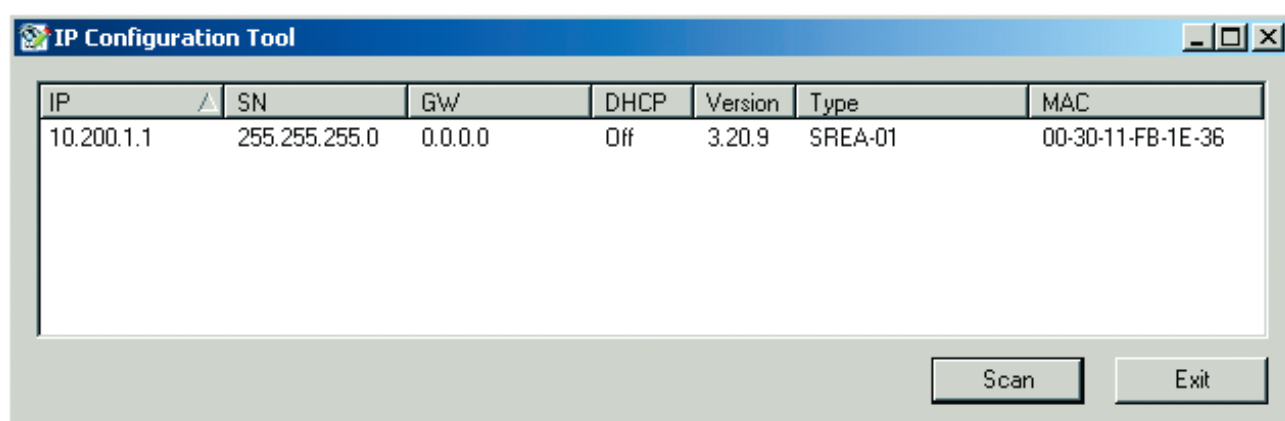 IP Configuration Tool
IP SN GW DHCP Version Type MAC
10.200.1.1 255.255.255.0 0.0.0.0 Off 3.20.9 SREA-01 00-30-11-FB-1E-36
Scan Exit